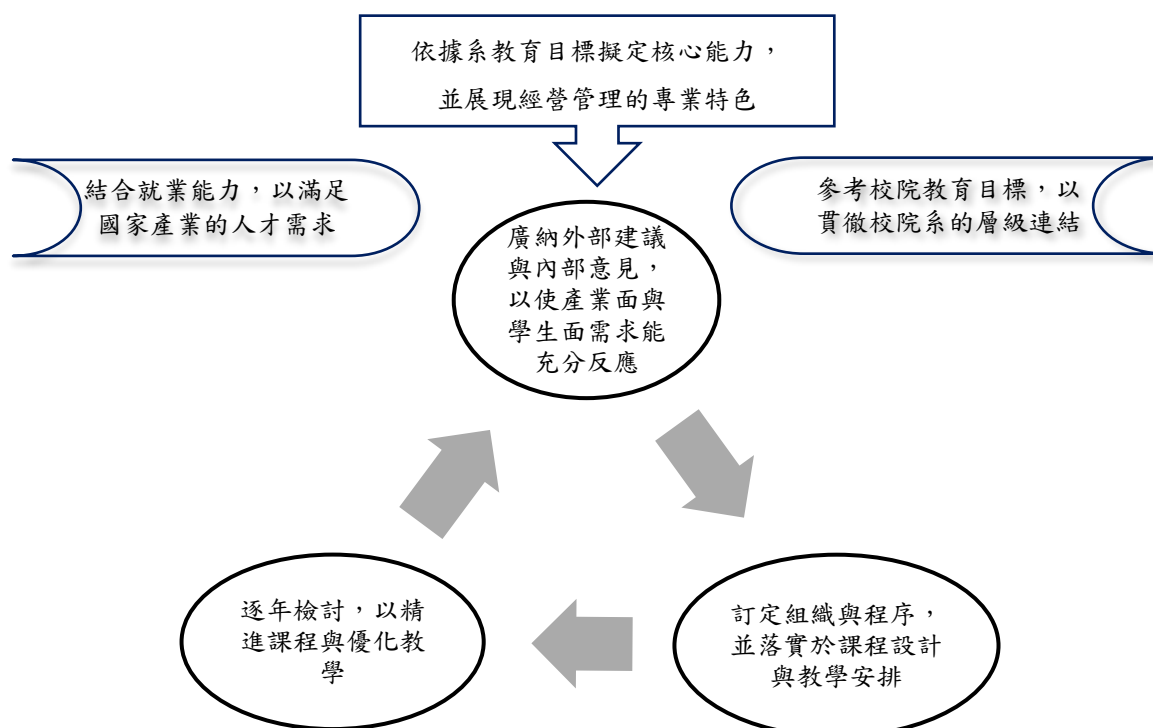 依據系教育目標擬定核心能力，
並展現經營管理的專業特色
結合就業能力，以滿足
國家產業的人才需求
參考校院教育目標，以
貫徹校院系的層級連結
廣納外部建議
與內部意見，
以使產業面與
學生面需求能
充分反應
逐年檢討，以精
進課程與優化教
學
訂定組織與程序，
並落實於課程設計
與教學安排